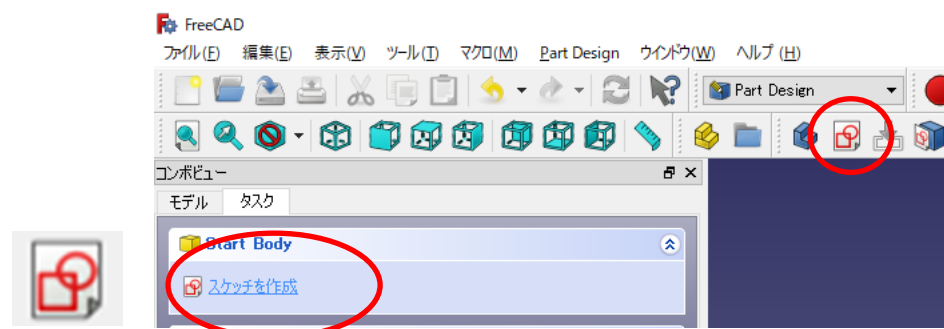 FreeCAD
ファイル(F) 編集(E) 表示(V) ツール(T) マクロ(M) Part Design ウインドウ(W) ヘルプ (H)
Part Design
コンボビュー
モデル タスク
Start Body
スケッチを作成